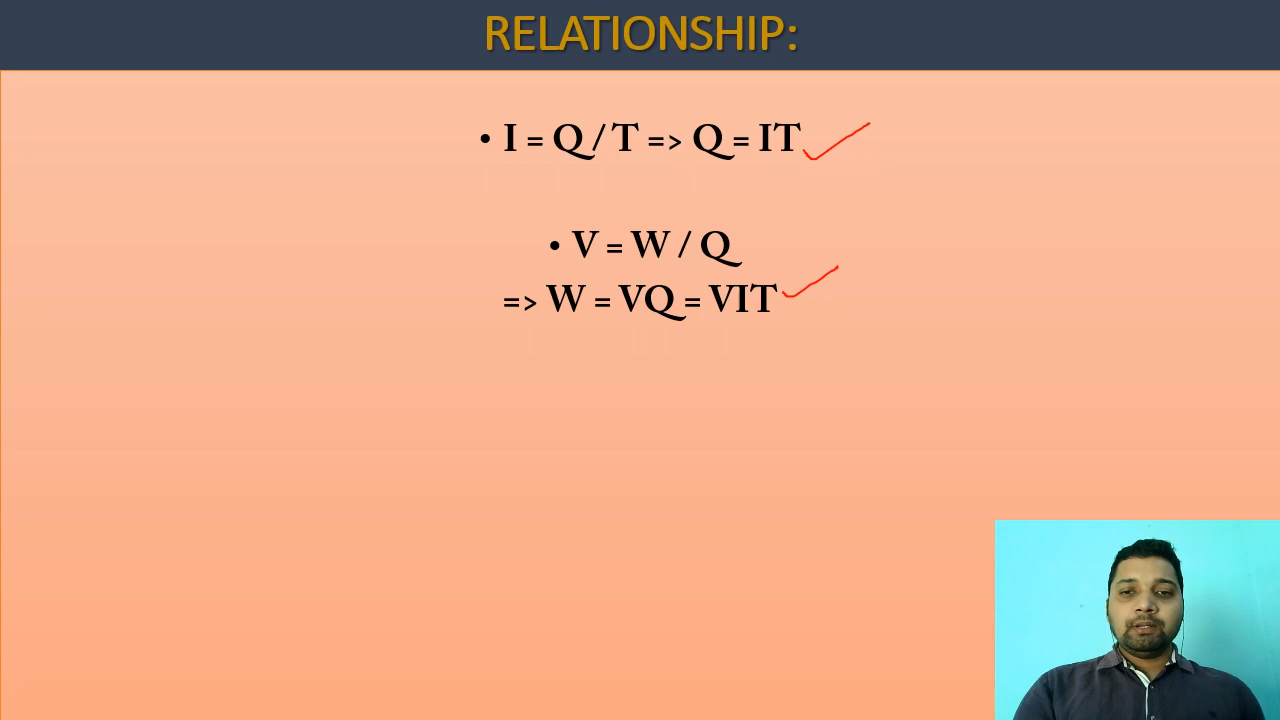 RELATIONSHIP:
• I = Q / T => Q = IT
• V = W / Q
=> W = VQ = VIT